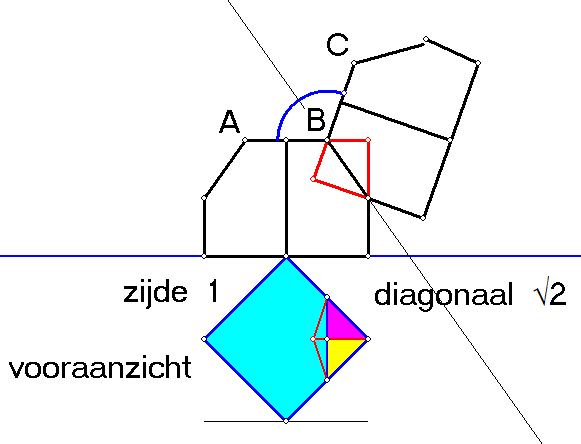 C
A
B
zijde 1
diagonaal √2
vooraanzicht